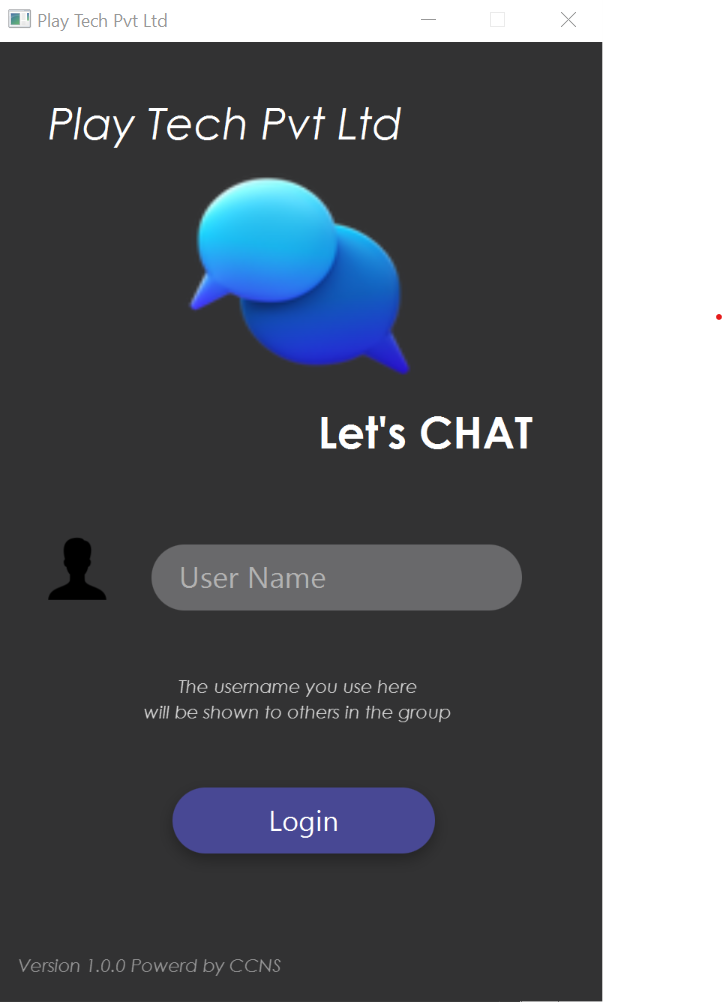 Play Tech Pvt Ltd
Play Tech Pvt Ltd
Let's CHAT
User Name
The username you use here
will be shown to others in the group
Login
Version 1.0.0 Powerd by CCNS